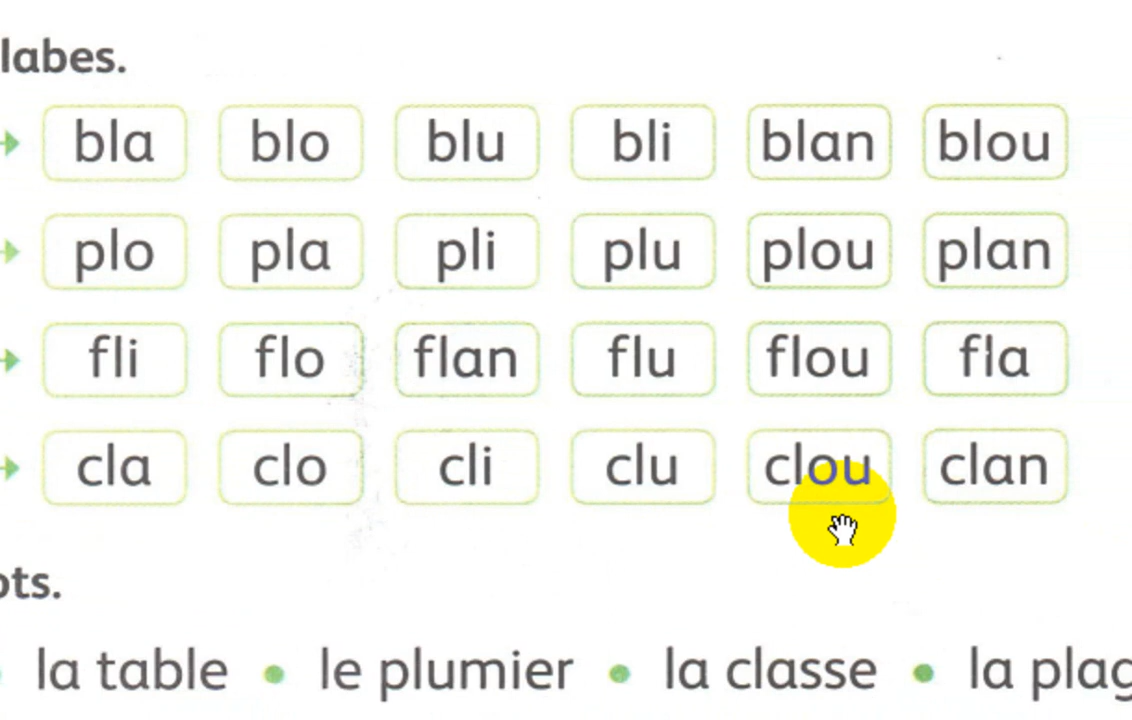 labes.
bla blo blu bli blan blou
plo pla pli plu plou plan
fli flo flan flu flou fla
cla clo cli clu clou clan
ots.
la table • le plumier • la classe • la plag